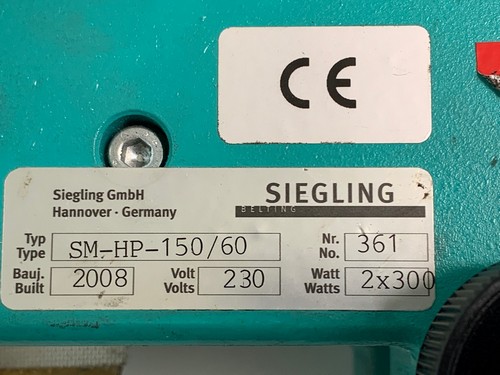 CE
Siegling GmbH
Hannover · Germany
SIEGLING
BELTING
Typ
Type
SM-HP-150/60
Nr.
No.
361
Bauj.
Built
2008
Volt
Volts
230
Watt
Watts
2x300